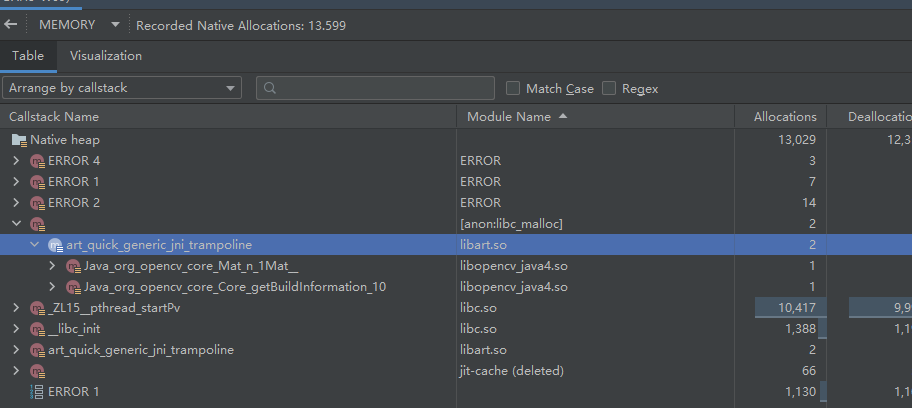 MEMORY Recorded Native Allocations: 13.599
Table Visualization
Arrange by callstack Match Case Regex
Callstack Name Module Name Allocations Deallocatio
Native heap 13,029 12,3
ERROR 4 ERROR 3
ERROR 1 ERROR 7
ERROR 2 ERROR 14
[anon:libc_malloc] 2
art_quick_generic_jni_trampoline libart.so 2
Java_org_opencv_core_Mat_n_1Mat__ libopencv_java4.so 1
Java_org_opencv_core_Core_getBuildInformation_10 libopencv_java4.so 1
_ZL15__pthread_startPv libc.so 10,417 9,9
__libc_init libc.so 1,388 1,1
art_quick_generic_jni_trampoline libart.so 2
jit-cache (deleted) 66
ERROR 1 1,130 1,1